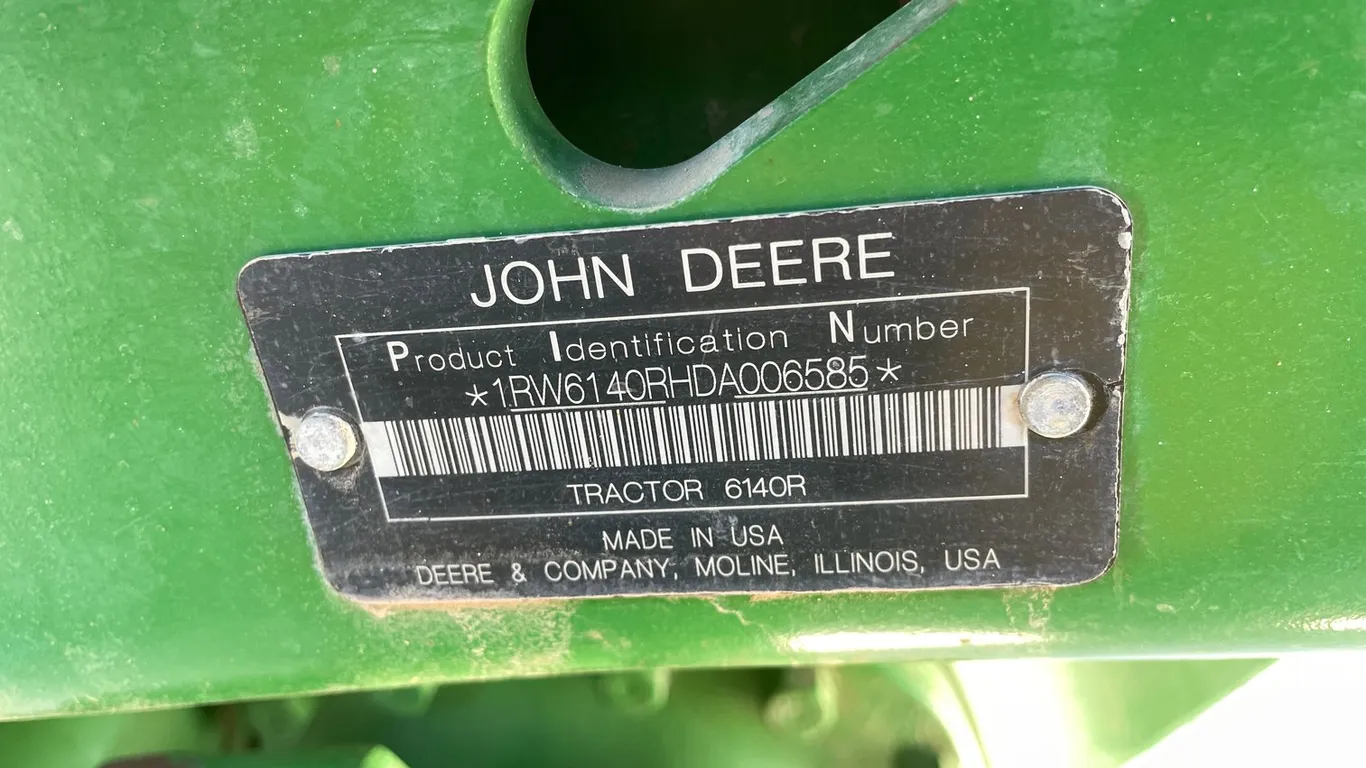 JOHN DEERE
Product Identification Number
*1RW6140RHDA006585*
TRACTOR 6140R
MADE IN USA
DEERE & COMPANY, MOLINE, ILLINOIS, USA